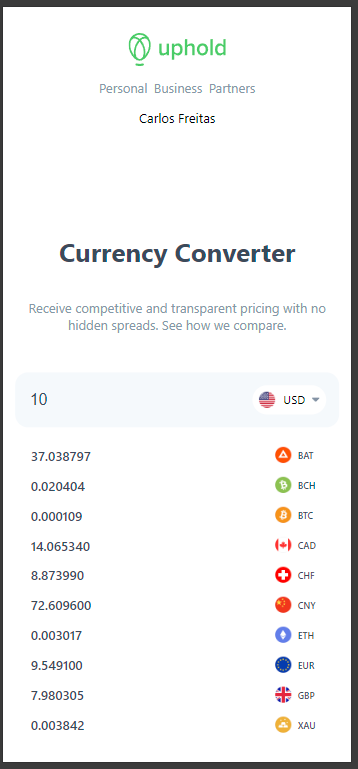 uphold
Personal Business Partners
Carlos Freitas
Currency Converter
Receive competitive and transparent pricing with no
hidden spreads. See how we compare.
10 USD
37.038797 BAT
0.020404 BCH
0.000109 BTC
14.065340 CAD
8.873990 CHF
72.609600 CNY
0.003017 ETH
9.549100 EUR
7.980305 GBP
0.003842 XAU